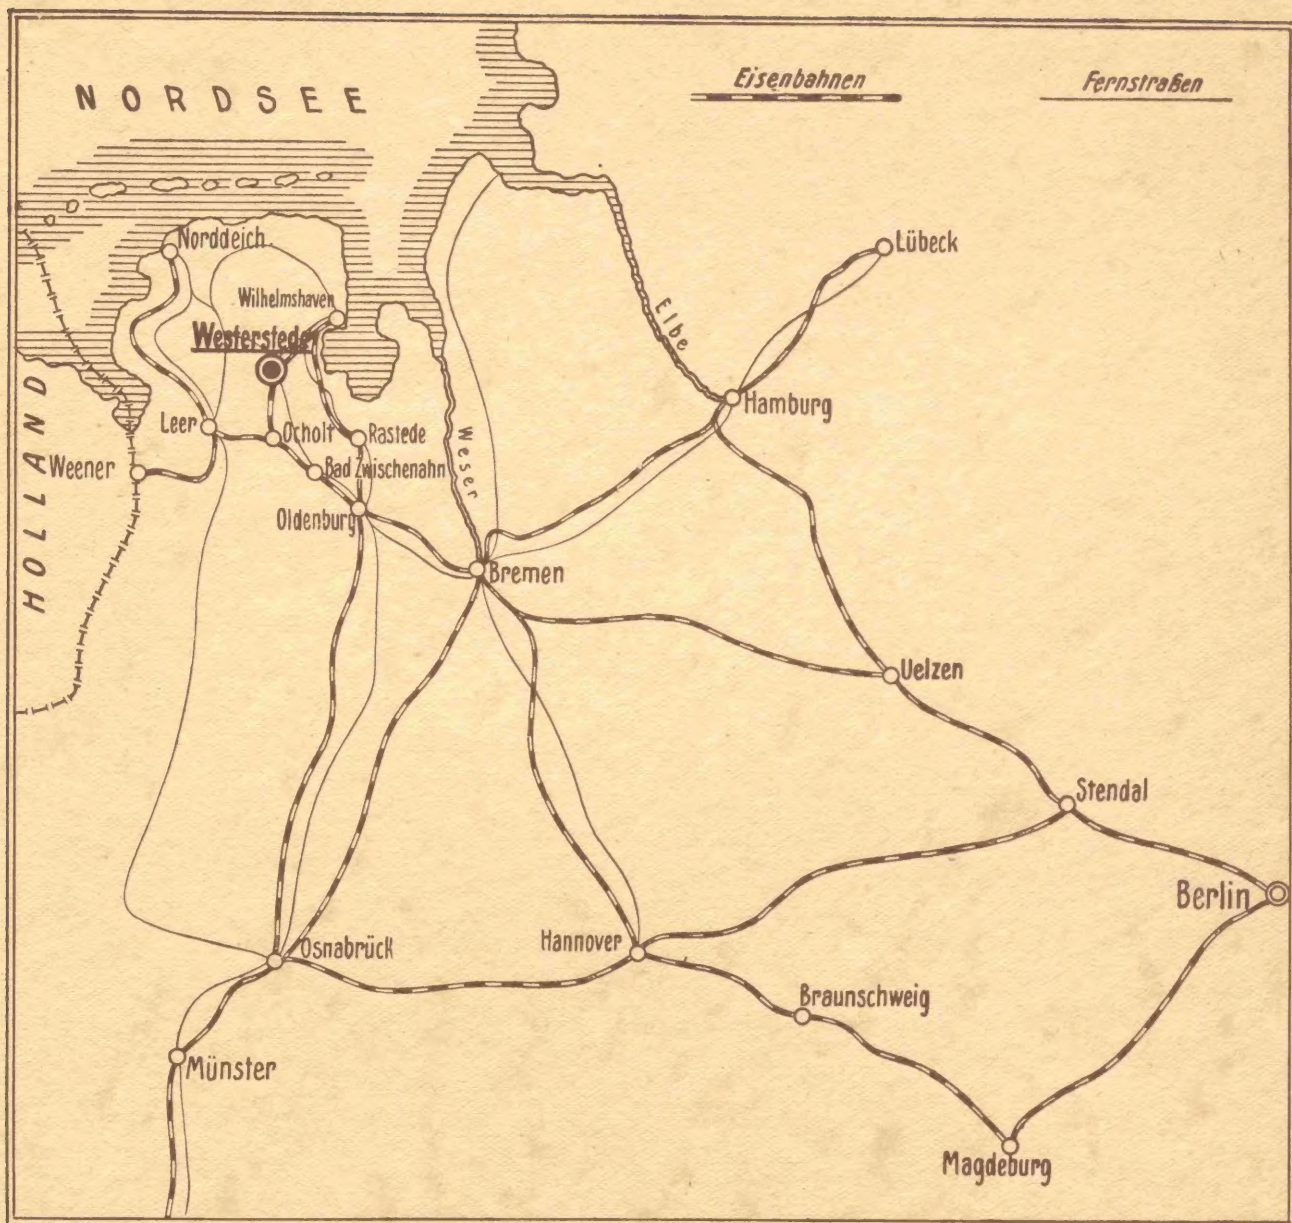 NORDSEE
Eisenbahnen
Fernstraßen
Norddeich
Lübeck
Wilhelmshaven
Westerstede
Elbe
HOLLAND
Hamburg
Leer
Ocholt
Rastede
Weser
Weener
Bad Zwischenahn
Oldenburg
Bremen
Uelzen
Stendal
Berlin
Osnabrück
Hannover
Braunschweig
Münster
Magdeburg